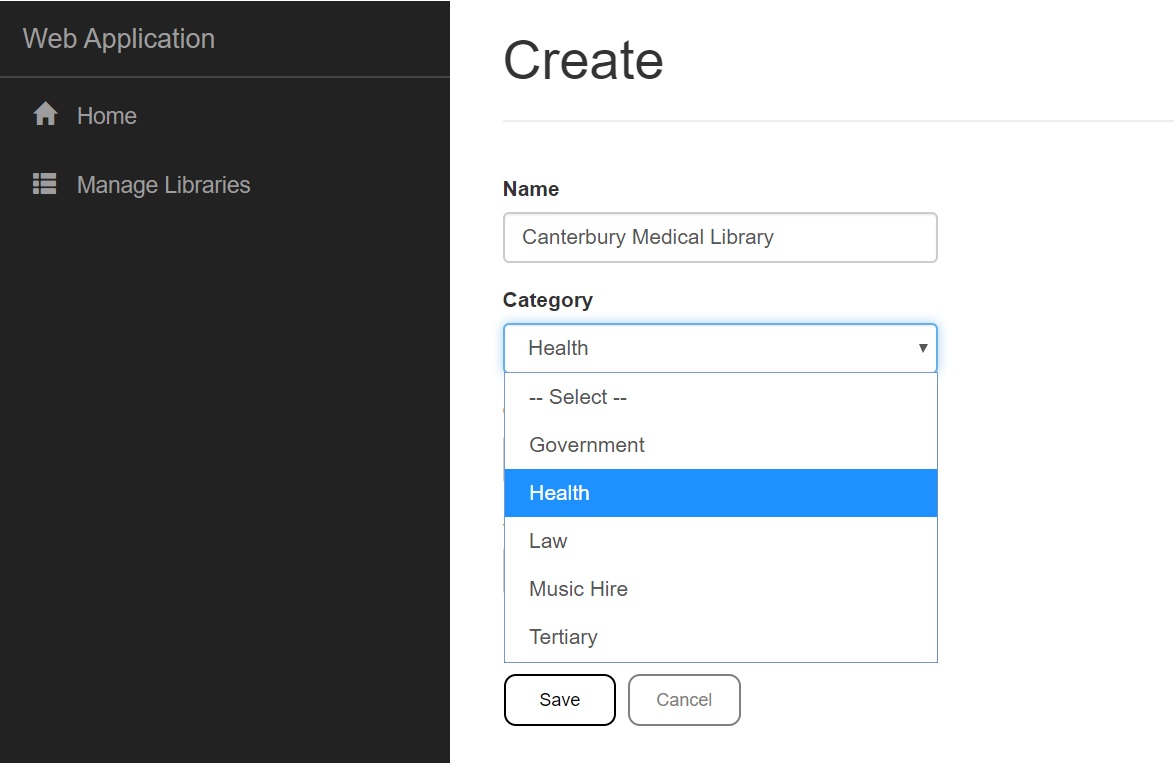 Web Application
Home
Manage Libraries
Create
Name
Canterbury Medical Library
Category
Health
-- Select --
Government
Health
Law
Music Hire
Tertiary
Save
Cancel